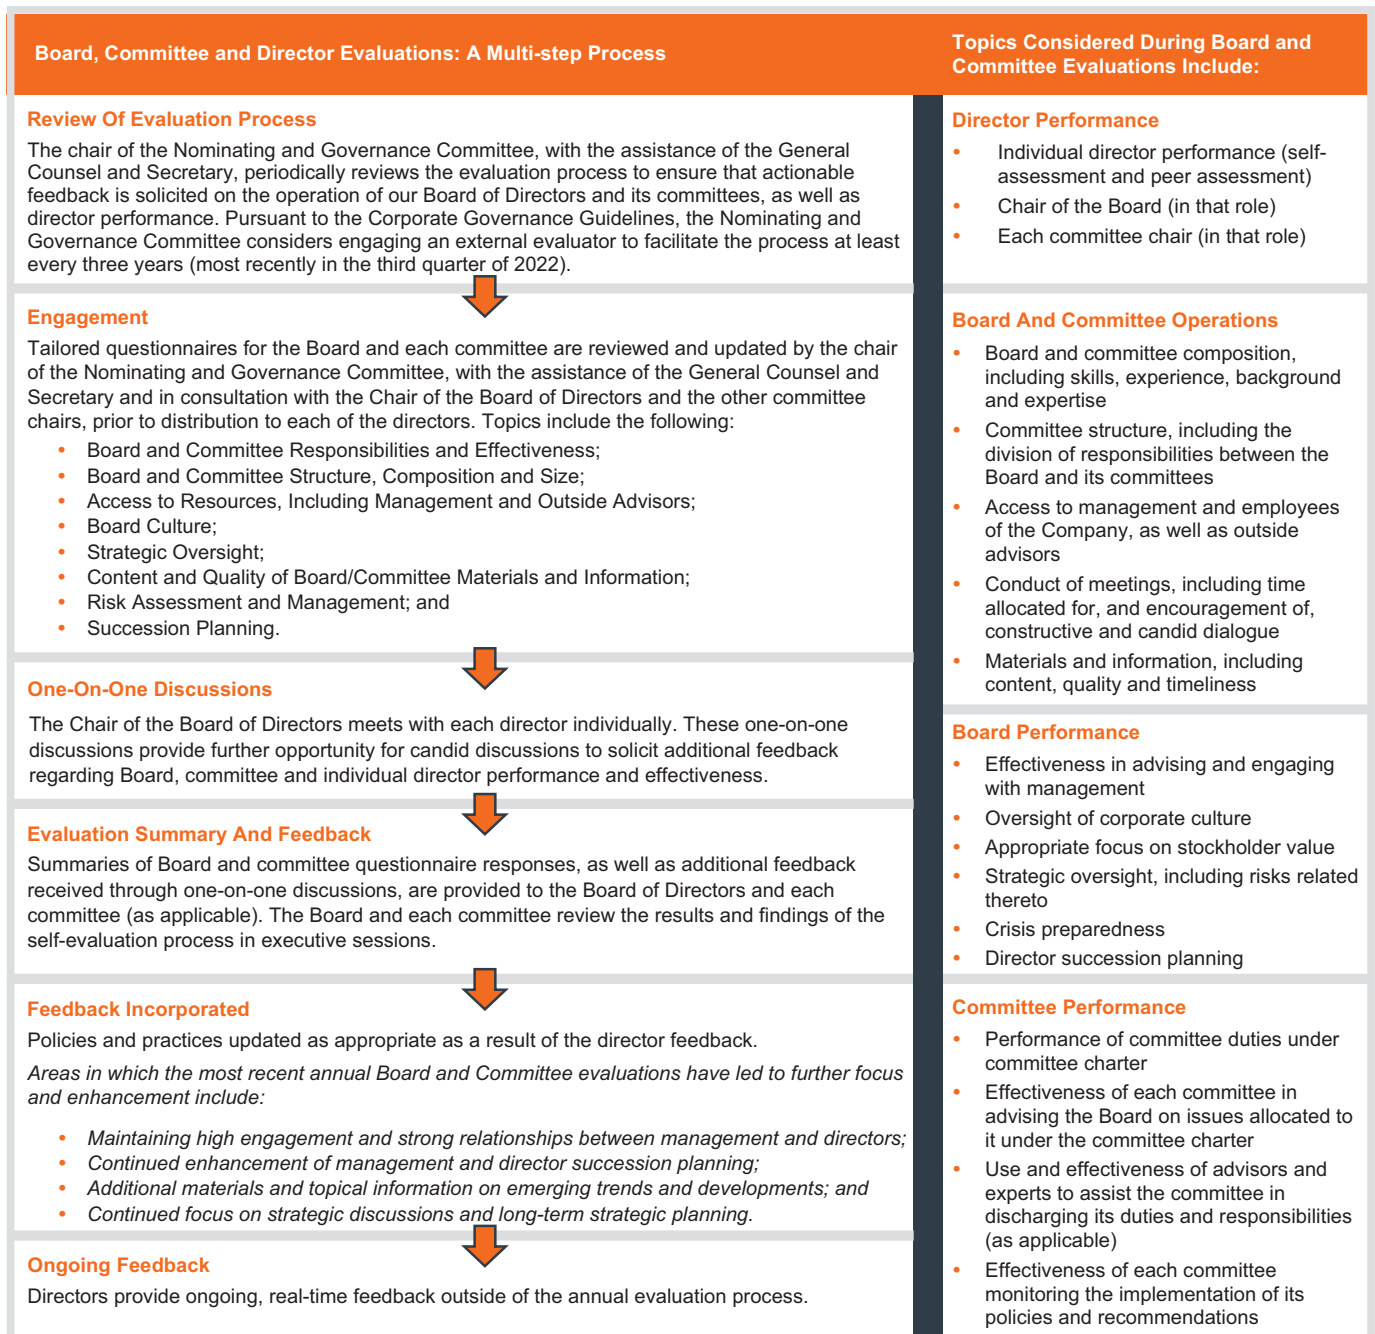 Board, Committee and Director Evaluations: A Multi-step Process
Review Of Evaluation Process
The chair of the Nominating and Governance Committee, with the assistance of the General
Counsel and Secretary, periodically reviews the evaluation process to ensure that actionable
feedback is solicited on the operation of our Board of Directors and its committees, as well as
director performance. Pursuant to the Corporate Governance Guidelines, the Nominating and
Governance Committee considers engaging an external evaluator to facilitate the process at least
every three years (most recently in the third quarter of 2022).
Engagement
Tailored questionnaires for the Board and each committee are reviewed and updated by the chair
of the Nominating and Governance Committee, with the assistance of the General Counsel and
Secretary and in consultation with the Chair of the Board of Directors and the other committee
chairs, prior to distribution to each of the directors. Topics include the following:
• Board and Committee Responsibilities and Effectiveness;
• Board and Committee Structure, Composition and Size;
• Access to Resources, Including Management and Outside Advisors;
• Board Culture;
• Strategic Oversight;
• Content and Quality of Board/Committee Materials and Information;
• Risk Assessment and Management; and
• Succession Planning.
One-On-One Discussions
The Chair of the Board of Directors meets with each director individually. These one-on-one
discussions provide further opportunity for candid discussions to solicit additional feedback
regarding Board, committee and individual director performance and effectiveness.
Evaluation Summary And Feedback
Summaries of Board and committee questionnaire responses, as well as additional feedback
received through one-on-one discussions, are provided to the Board of Directors and each
committee (as applicable). The Board and each committee review the results and findings of the
self-evaluation process in executive sessions.
Feedback Incorporated
Policies and practices updated as appropriate as a result of the director feedback.
Areas in which the most recent annual Board and Committee evaluations have led to further focus
and enhancement include:
• Maintaining high engagement and strong relationships between management and directors;
• Continued enhancement of management and director succession planning;
• Additional materials and topical information on emerging trends and developments; and
• Continued focus on strategic discussions and long-term strategic planning.
Ongoing Feedback
Directors provide ongoing, real-time feedback outside of the annual evaluation process.
Topics Considered During Board and
Committee Evaluations Include:
Director Performance
• Individual director performance (self-
assessment and peer assessment)
• Chair of the Board (in that role)
• Each committee chair (in that role)
Board And Committee Operations
• Board and committee composition,
including skills, experience, background
and expertise
• Committee structure, including the
division of responsibilities between the
Board and its committees
• Access to management and employees
of the Company, as well as outside
advisors
• Conduct of meetings, including time
allocated for, and encouragement of,
constructive and candid dialogue
• Materials and information, including
content, quality and timeliness
Board Performance
• Effectiveness in advising and engaging
with management
• Oversight of corporate culture
• Appropriate focus on stockholder value
• Strategic oversight, including risks related
thereto
• Crisis preparedness
• Director succession planning
Committee Performance
• Performance of committee duties under
committee charter
• Effectiveness of each committee in
advising the Board on issues allocated to
it under the committee charter
• Use and effectiveness of advisors and
experts to assist the committee in
discharging its duties and responsibilities
(as applicable)
• Effectiveness of each committee
monitoring the implementation of its
policies and recommendations